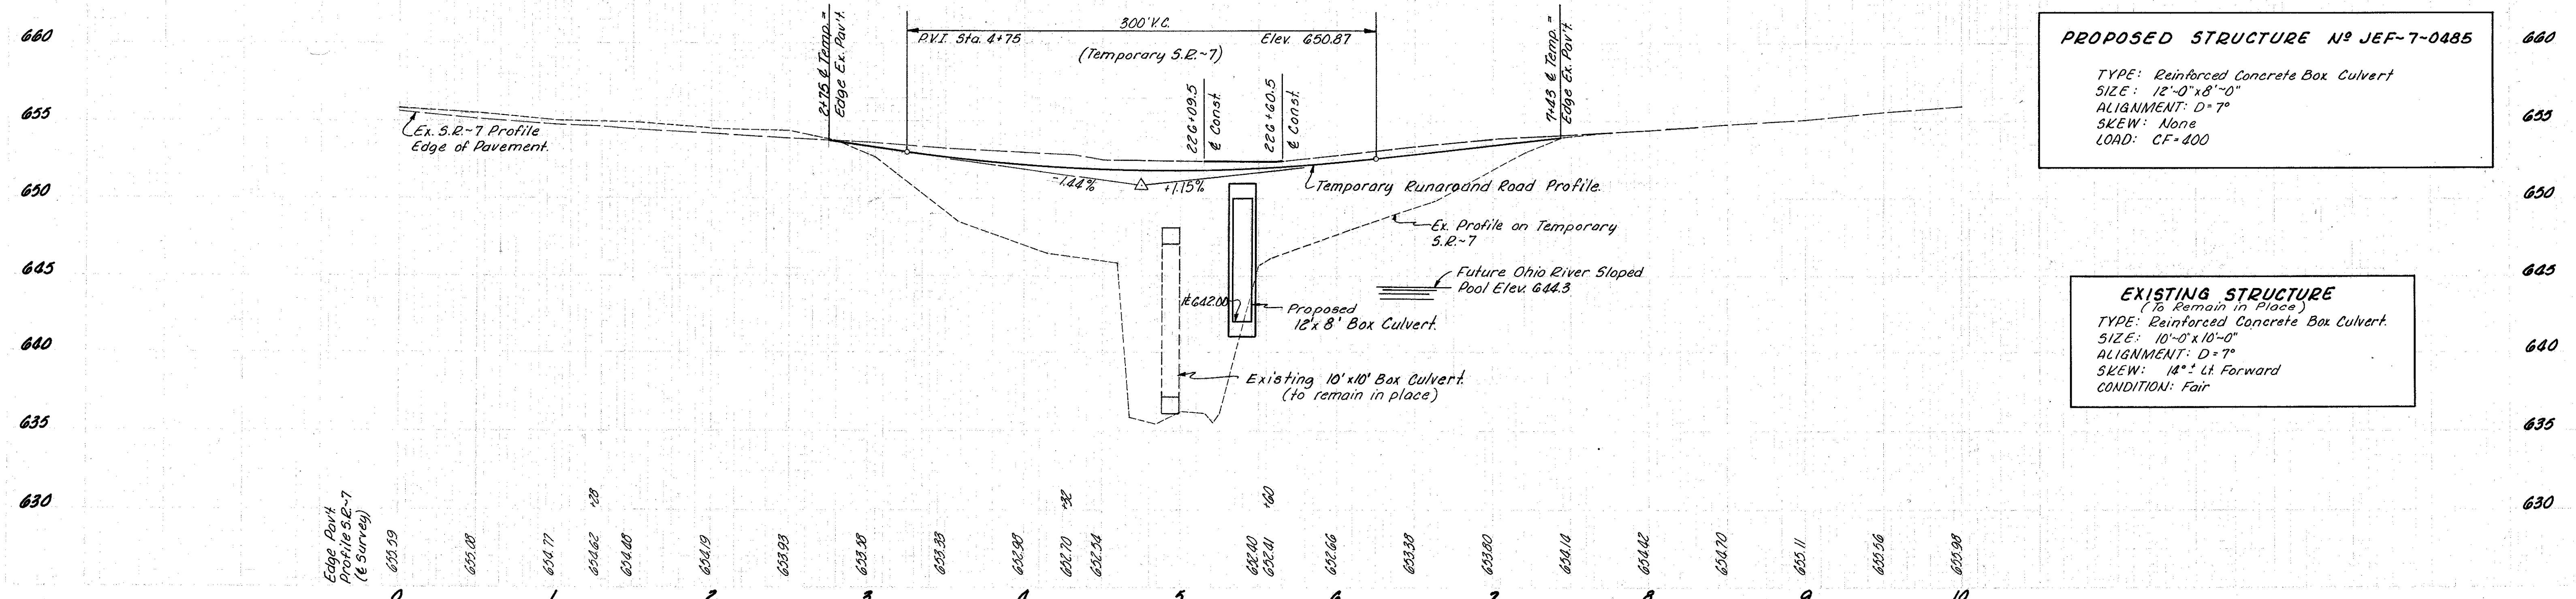 660
655
650
645
640
635
630
2+75 ℄ Temp. =
Edge Ex. Pav't.
300' V.C.
P.V.I. Sta. 4+75
Elev. 650.87
(Temporary S.R.~7)
226+09.5
℄ Const.
226+60.5
℄ Const.
7+43 ℄ Temp. =
Edge Ex. Pav't.
Ex. S.R.~7 Profile
Edge of Pavement.
-1.44%
+1.15%
Temporary Runaround Road Profile.
Ex. Profile on Temporary
S.R.~7
Future Ohio River Sloped
Pool Elev. 644.3
642.00
Proposed
12'x 8' Box Culvert.
Existing 10'x10' Box Culvert.
(to remain in place)
PROPOSED STRUCTURE Nº JEF~7~0485
TYPE: Reinforced Concrete Box Culvert
SIZE: 12'~0"x8'~0"
ALIGNMENT: D=7°
SKEW: None
LOAD: CF=400
EXISTING STRUCTURE
(To Remain in Place)
TYPE: Reinforced Concrete Box Culvert.
SIZE: 10'~0"x10'~0"
ALIGNMENT: D=7°
SKEW: 14°± Lt. Forward
CONDITION: Fair
660
655
650
645
640
635
630
Edge Pav't.
Profile S.R.~7
(℄ Survey)
+28
+32
+60
655.59
655.08
654.77
654.62
654.48
654.19
653.93
653.58
653.33
652.98
652.70
652.54
652.40
652.41
652.66
653.38
653.80
654.14
654.42
654.70
655.11
655.56
655.98
0 1 2 3 4 5 6 7 8 9 10